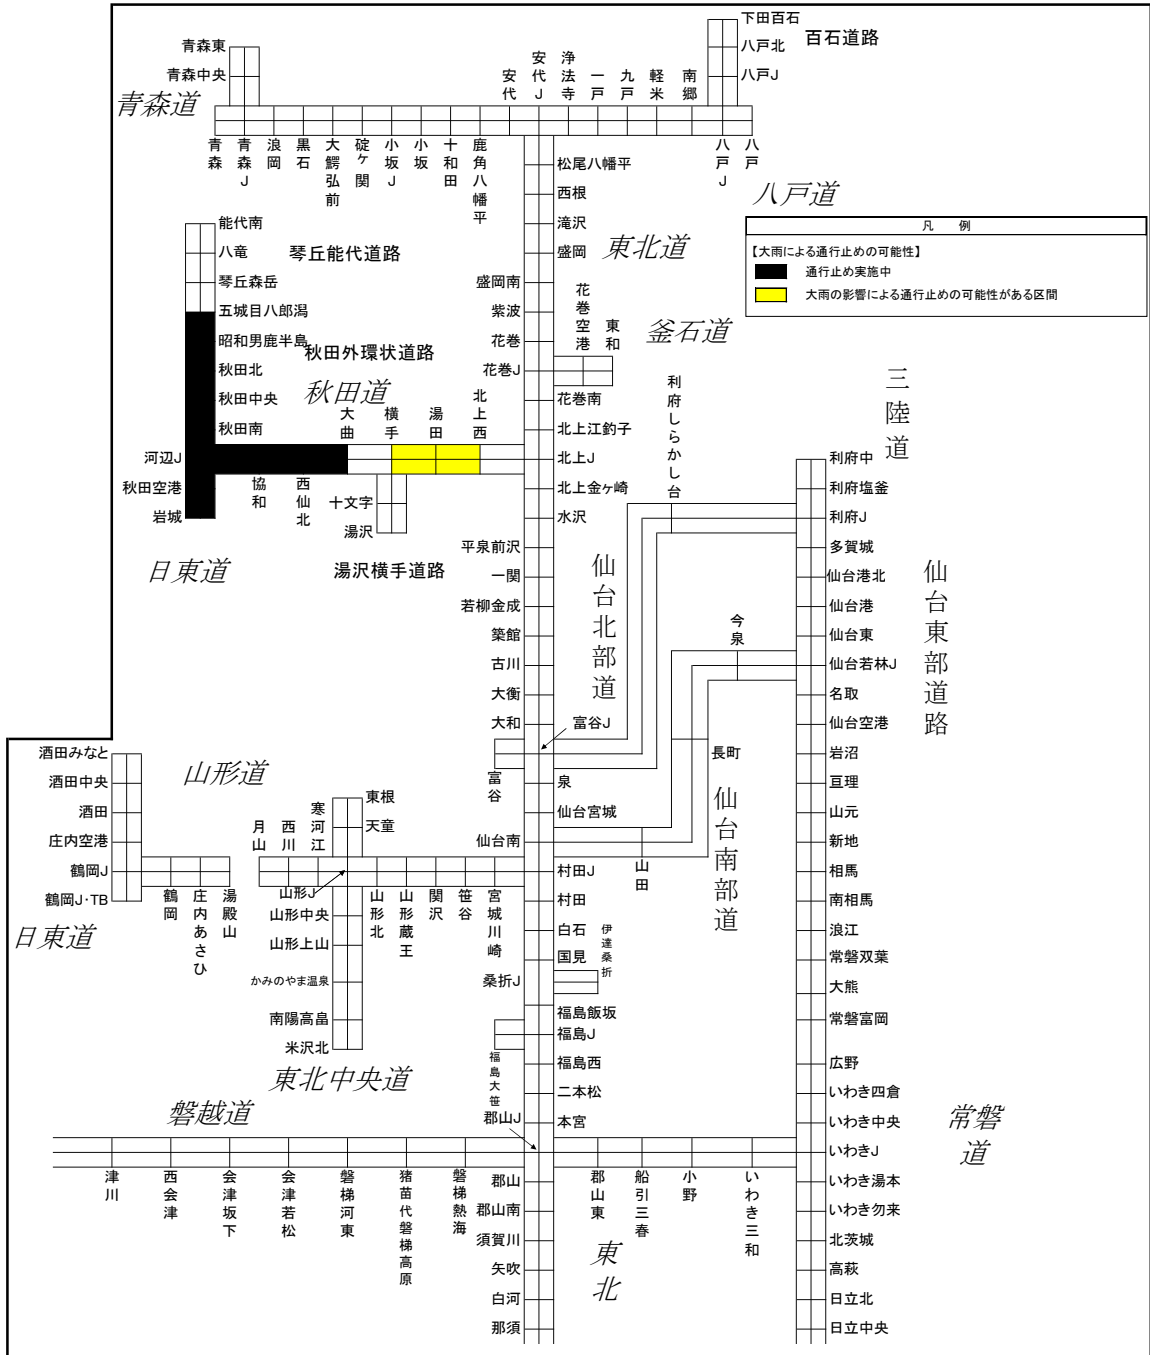 下田百石
百石道路
青森東
八戸北
青森中央
八戸J
青森道
安代
安代J
浄法寺
一戸
九戸
軽米
南郷
青森
青森J
浪岡
黒石
大鰐弘前
碇ヶ関
小坂J
小坂
十和田
鹿角八幡平
八戸J
八戸
八戸道
松尾八幡平
西根
滝沢
盛岡
東北道
盛岡南
紫波
花巻
花巻J
花巻空港
東和
釜石道
凡 例
【大雨による通行止めの可能性】
通行止め実施中
大雨の影響による通行止めの可能性がある区間
能代南
八竜
琴丘能代道路
琴丘森岳
五城目八郎潟
昭和男鹿半島
秋田外環状道路
秋田北
秋田道
秋田中央
秋田南
大曲
横手
湯田
北上西
河辺J
秋田空港
岩城
協和
西仙北
十文字
湯沢
日東道
湯沢横手道路
花巻南
北上江釣子
北上J
北上金ヶ崎
水沢
平泉前沢
一関
若柳金成
築館
古川
大衡
大和
富谷J
富谷
泉
仙台宮城
仙台南
利府しらかし台
仙台北部道
三陸道
利府中
利府塩釜
利府J
多賀城
仙台港北
仙台港
仙台東
仙台若林J
名取
仙台空港
岩沼
亘理
山元
新地
相馬
南相馬
浪江
常磐双葉
大熊
常磐富岡
広野
いわき四倉
いわき中央
いわきJ
いわき湯本
いわき勿来
北茨城
高萩
日立北
日立中央
仙台東部道路
今泉
長町
山田
仙台南部道
常磐道
酒田みなと
酒田中央
酒田
庄内空港
鶴岡J
鶴岡J・TB
日東道
鶴岡
庄内あさひ
湯殿山
山形道
月山
西川
寒河江
東根
天童
山形J
山形中央
山形上山
かみのやま温泉
南陽高畠
米沢北
東北中央道
山形北
山形蔵王
関沢
笹谷
宮城川崎
村田J
村田
白石
国見
伊達桑折
桑折J
福島飯坂
福島J
福島大笹
福島西
二本松
本宮
郡山J
磐越道
津川
西会津
会津坂下
会津若松
磐梯河東
猪苗代磐梯高原
磐梯熱海
郡山
郡山南
須賀川
矢吹
白河
那須
郡山東
船引三春
小野
いわき三和
東北